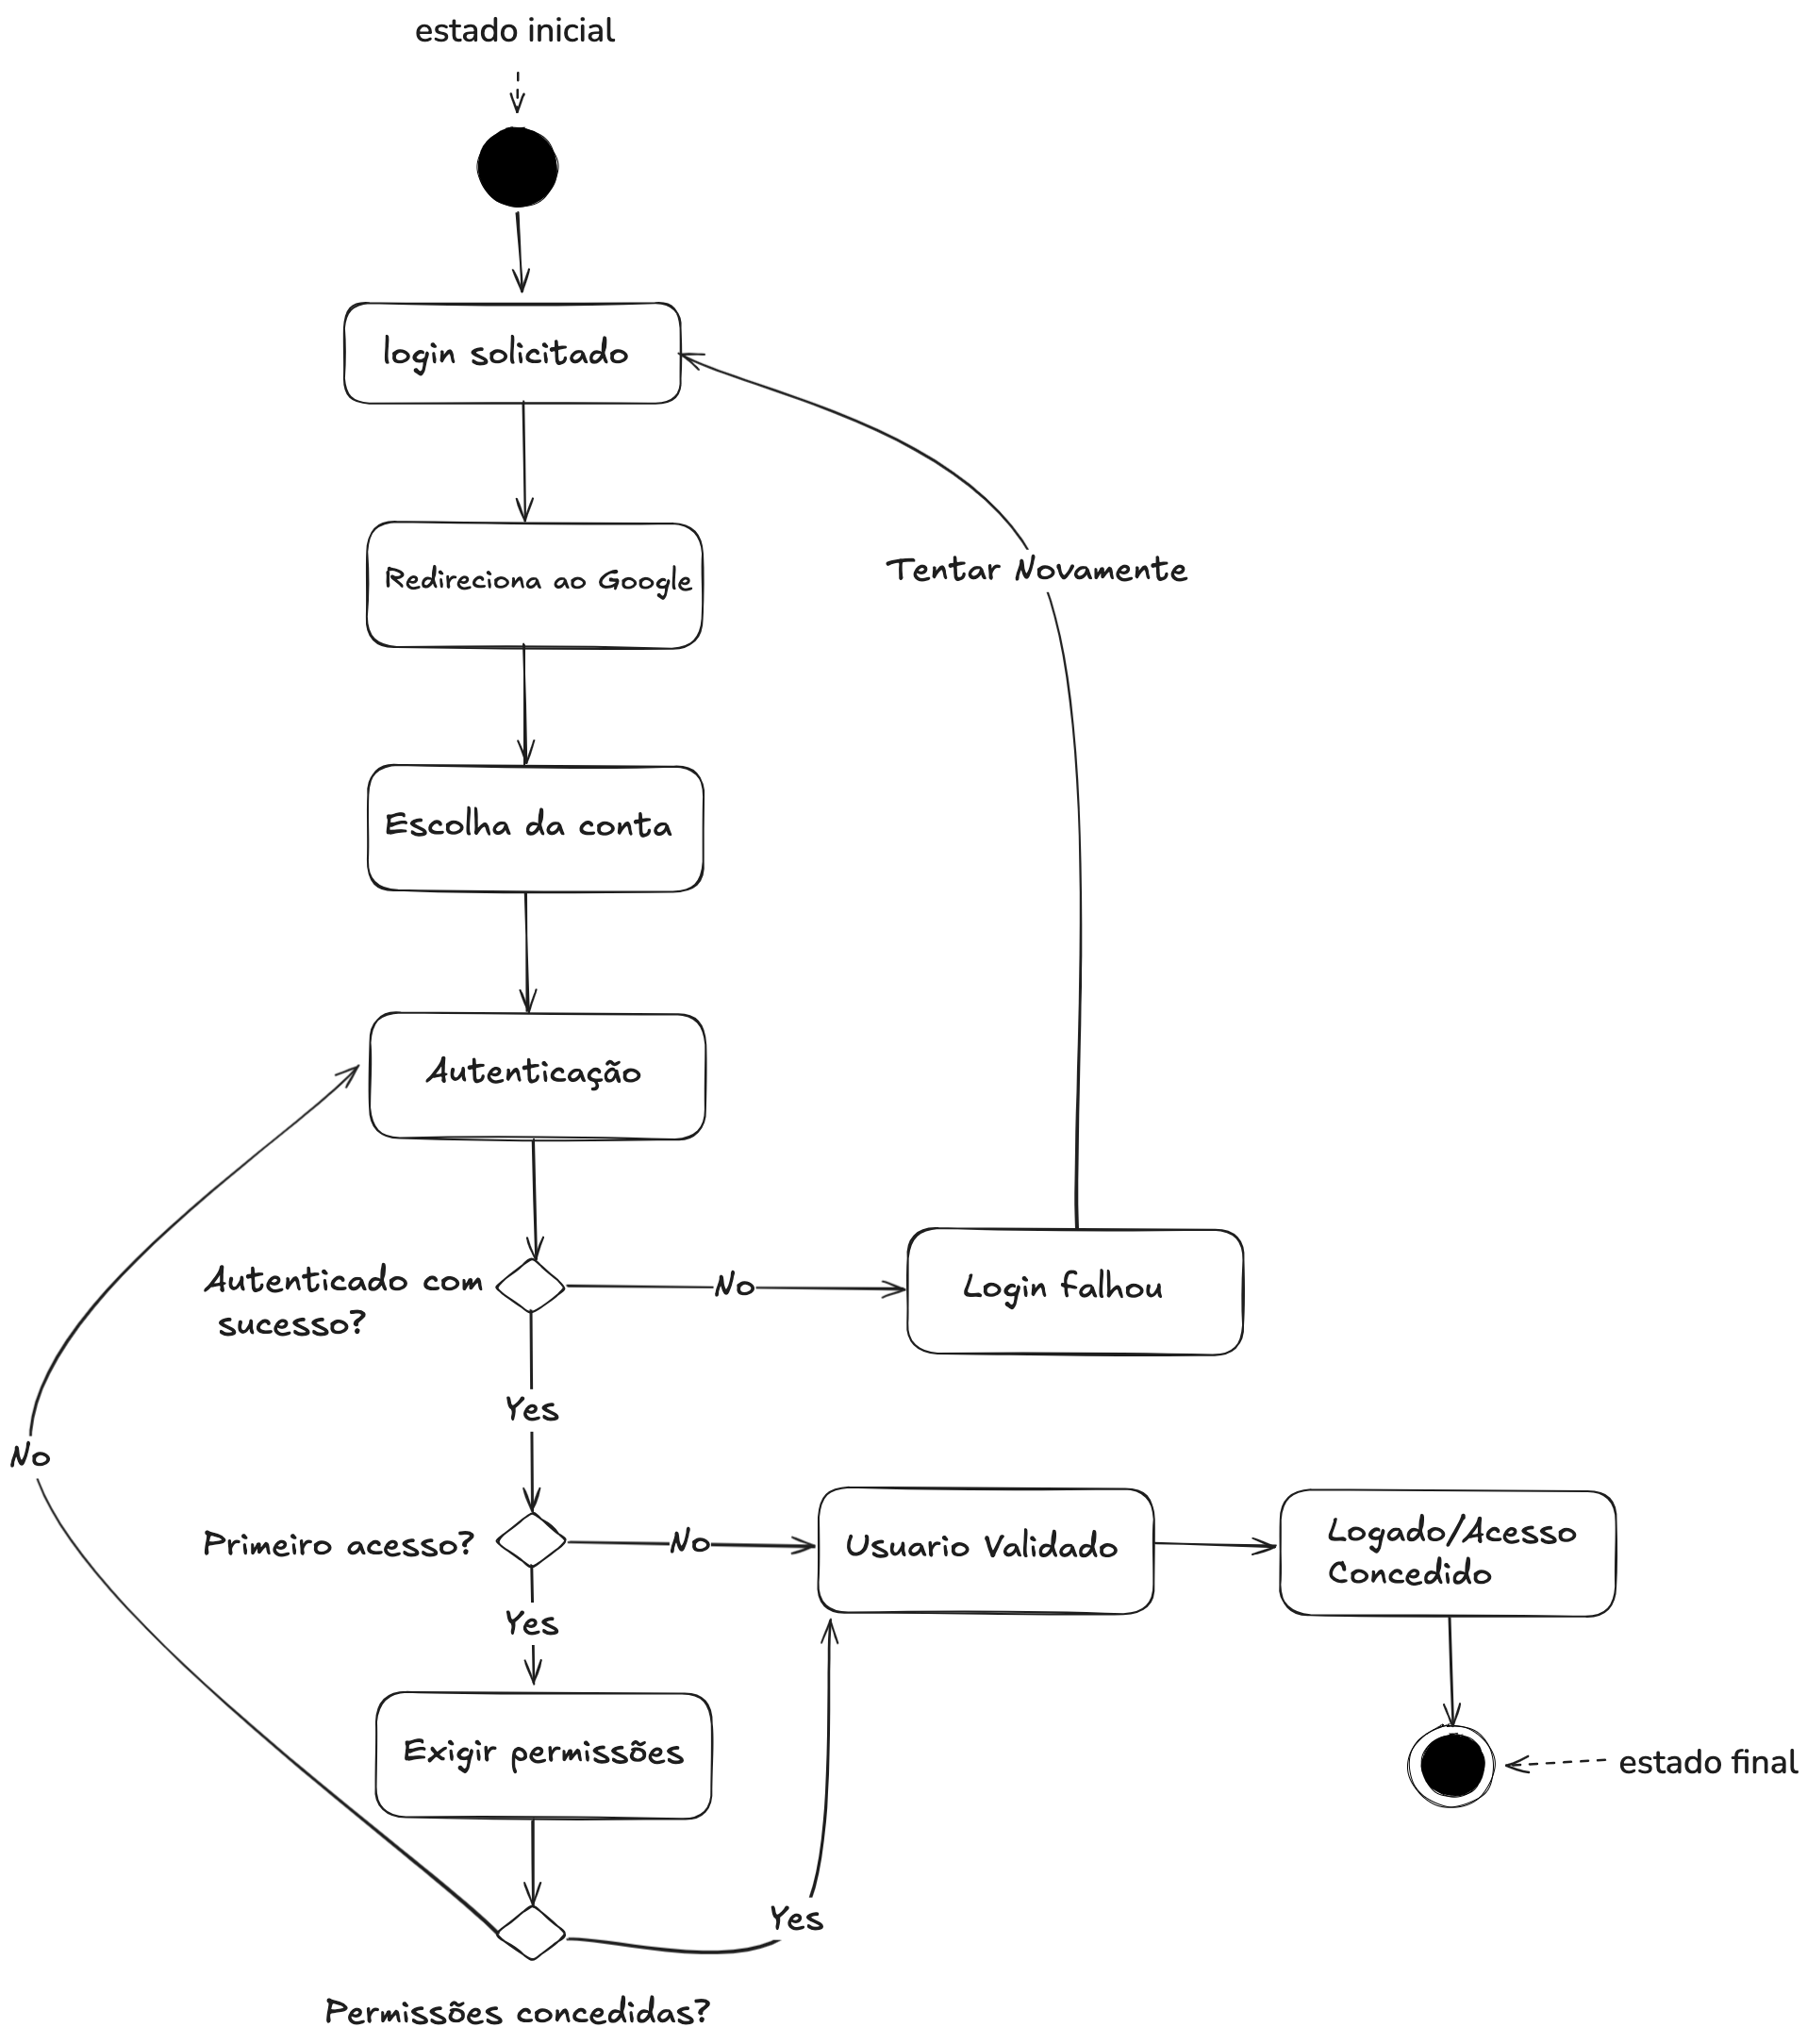 estado inicial
login solicitado
Redireciona ao Google
Tentar Novamente
Escolha da conta
Autenticação
Autenticado com
sucesso?
No
Login falhou
Yes
No
Primeiro acesso?
No
Usuario Validado
Logado/Acesso
Concedido
Yes
Exigir permissões
estado final
Yes
Permissões concedidas?